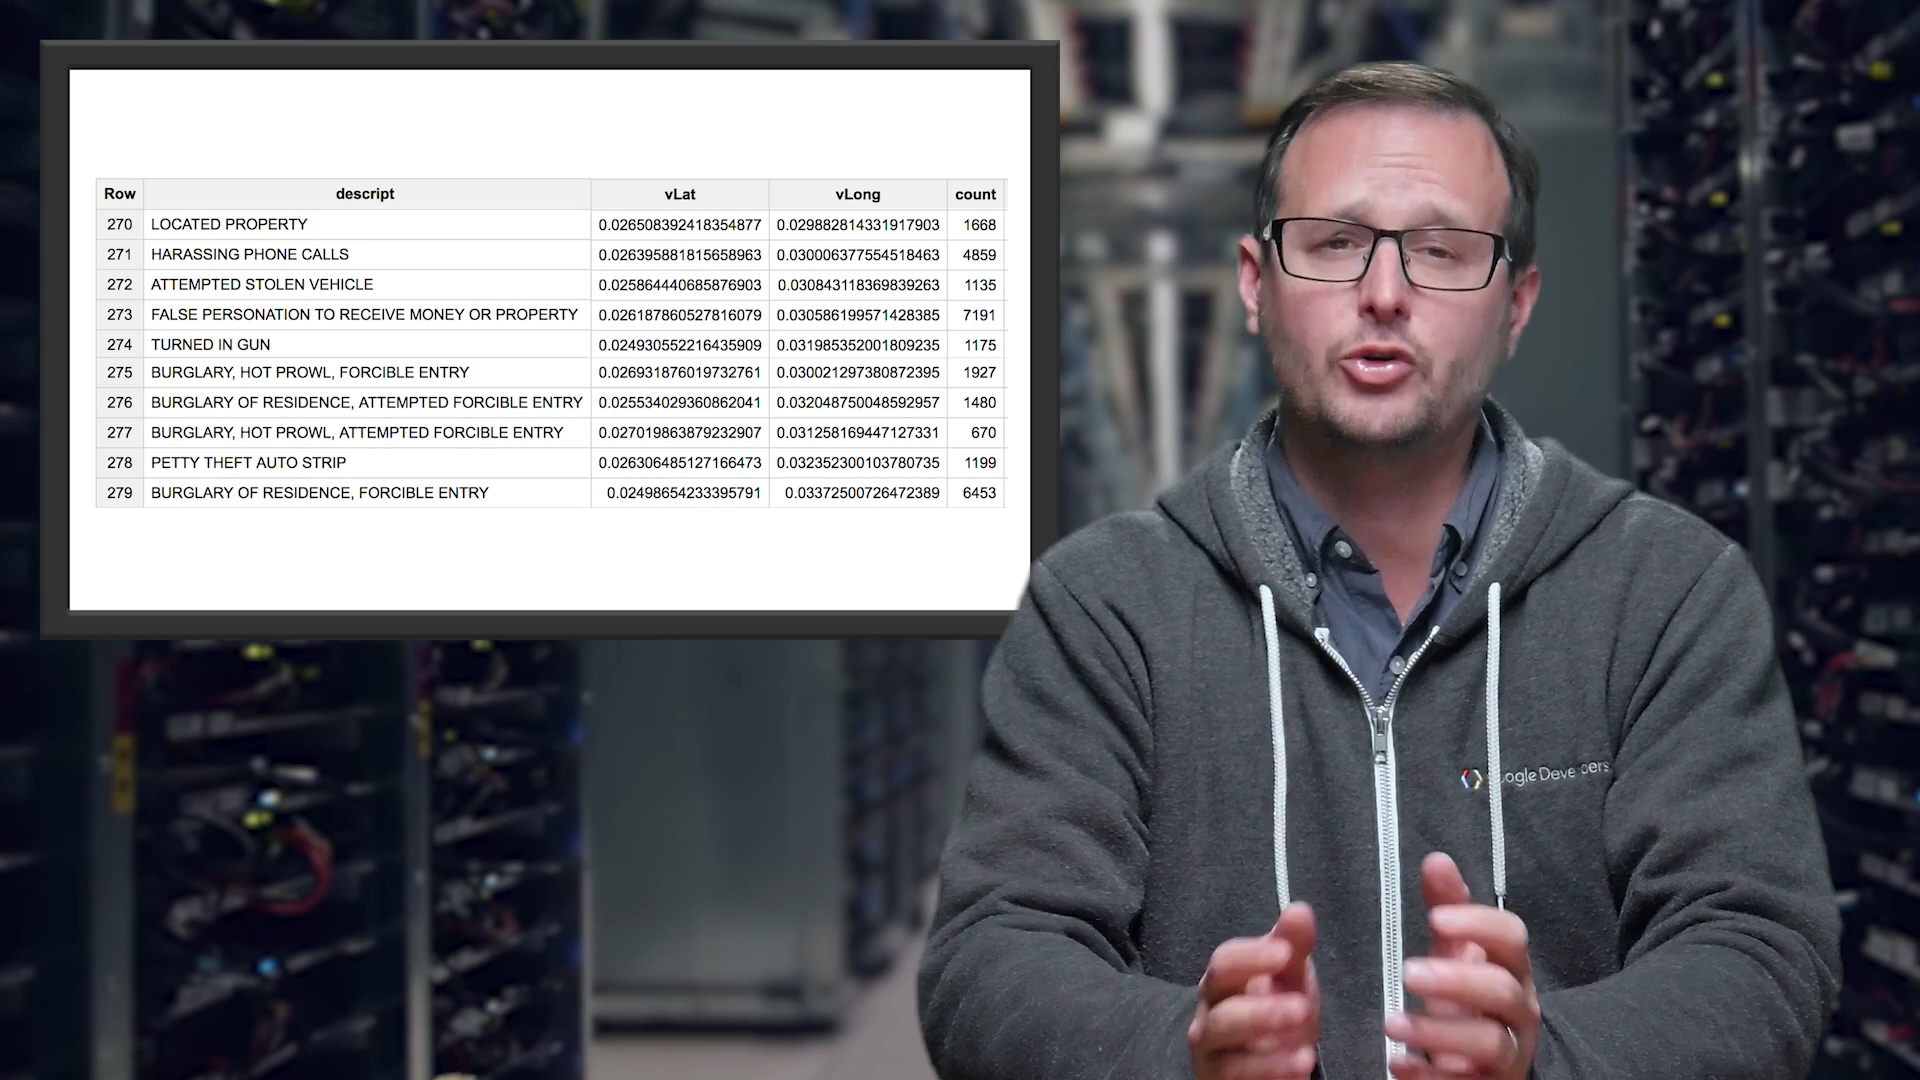 Row descript vLat vLong count
270 LOCATED PROPERTY 0.026508392418354877 0.029882814331917903 1668
271 HARASSING PHONE CALLS 0.026395881815658963 0.030006377554518463 4859
272 ATTEMPTED STOLEN VEHICLE 0.025864440685876903 0.030843118369839263 1135
273 FALSE PERSONATION TO RECEIVE MONEY OR PROPERTY 0.026187860527816079 0.030586199571428385 7191
274 TURNED IN GUN 0.024930552216435909 0.031985352001809235 1175
275 BURGLARY, HOT PROWL, FORCIBLE ENTRY 0.026931876019732761 0.030021297380872395 1927
276 BURGLARY OF RESIDENCE, ATTEMPTED FORCIBLE ENTRY 0.025534029360862041 0.032048750048592957 1480
277 BURGLARY, HOT PROWL, ATTEMPTED FORCIBLE ENTRY 0.027019863879232907 0.031258169447127331 670
278 PETTY THEFT AUTO STRIP 0.026306485127166473 0.032352300103780735 1199
279 BURGLARY OF RESIDENCE, FORCIBLE ENTRY 0.02498654233395791 0.03372500726472389 6453